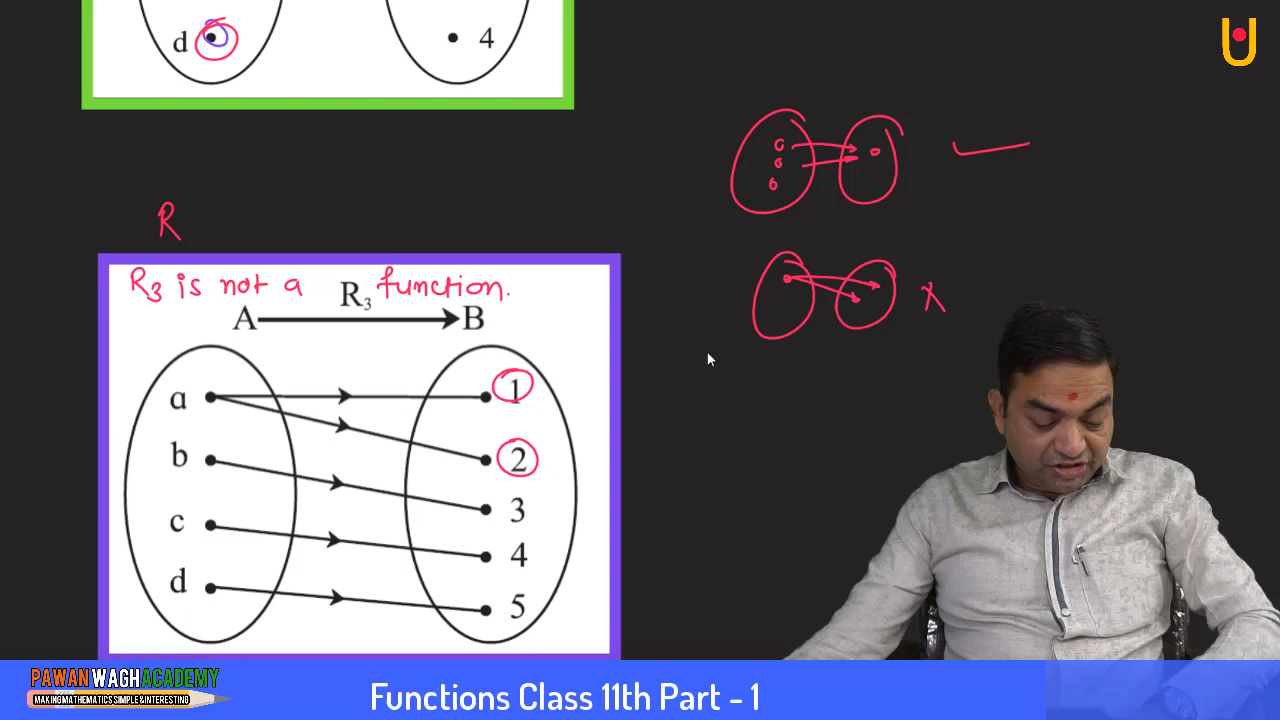 d
4
R
R3 is not a function.
R3
A
B
a
1
b
2
c
3
d
4
5
PAWAN WAGH ACADEMY
MAKING MATHEMATICS SIMPLE & INTERESTING
Functions Class 11th Part - 1